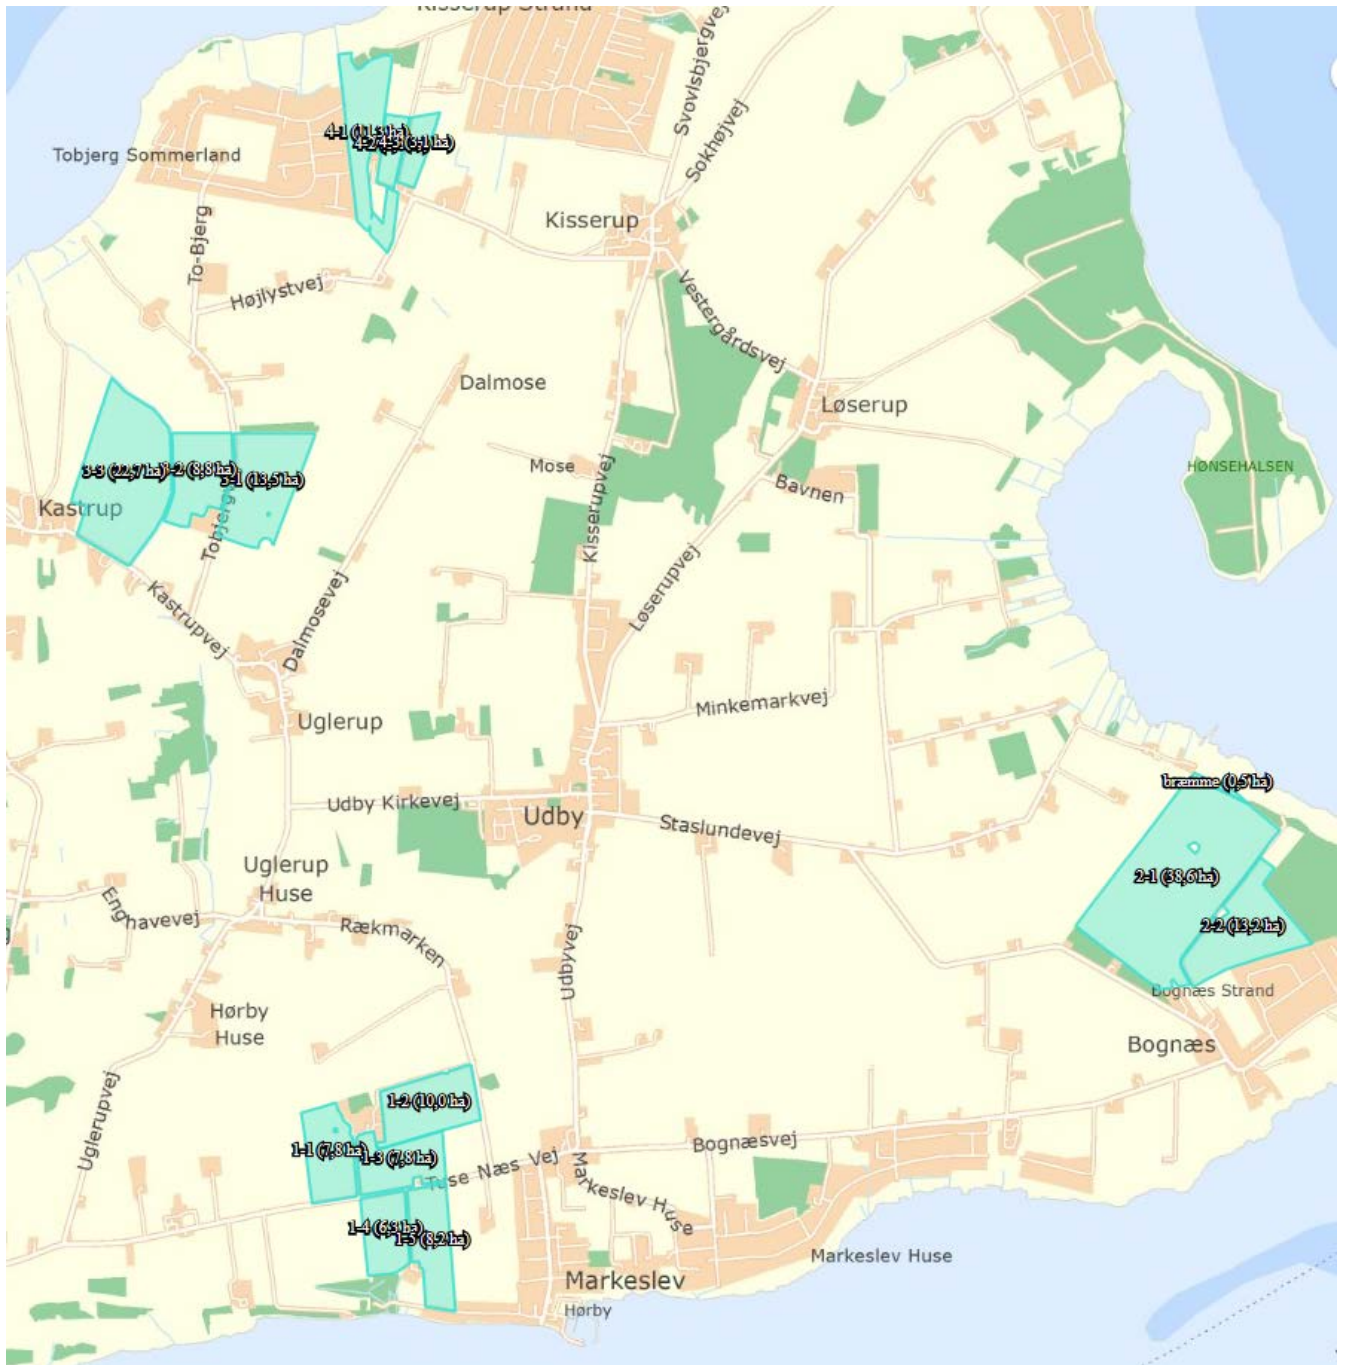 Kisserup Strand
Svovlsbjergvej
Sokhøjvej
4-1 (11,3 ha)
4-3 (3,1 ha)
Tobjerg Sommerland
To-Bjerg
Kisserup
Højlystvej
Vestergårdsvej
Dalmose
Løserup
3-3 (22,7 ha)
3-2 (8,8 ha)
3-1 (13,5 ha)
Mose
Kisserupvej
Bavnen
HØNSEHALSEN
Kastrup
Kastrupvej
Dalmosevej
Løserupvej
Minkemarkvej
Uglerup
bræmme (0,5 ha)
Udby Kirkevej
Udby
Staslundevej
Uglerup
Huse
2-1 (38,6 ha)
Enghavevej
Rækmarken
2-2 (13,2 ha)
Udbyvej
Bognæs Strand
Hørby
Huse
Bognæs
Uglerupvej
1-2 (10,0 ha)
1-1 (7,8 ha)
1-3 (7,8 ha)
Tuse Næs Vej
Bognæsvej
Markeslev Huse
1-4 (6,3 ha)
1-5 (8,2 ha)
Markeslev Huse
Markeslev
Hørby